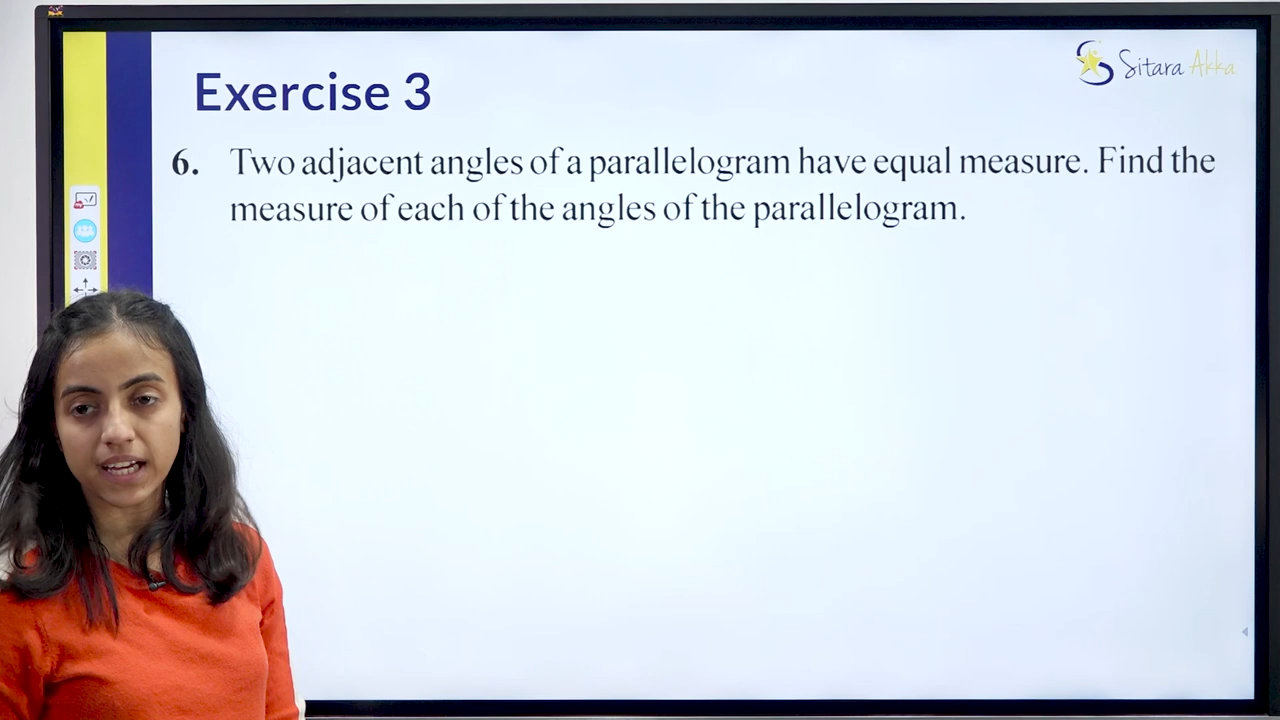 Sitara Akka
Exercise 3
6. Two adjacent angles of a parallelogram have equal measure. Find the
measure of each of the angles of the parallelogram.